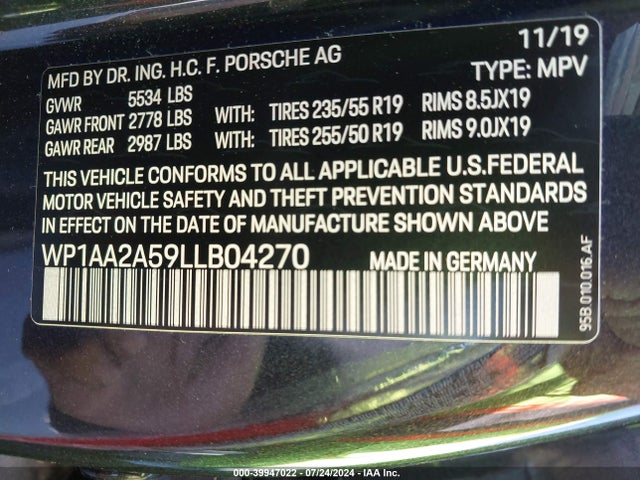 MFD BY DR. ING. H.C. F. PORSCHE AG 11/19
GVWR 5534 LBS TYPE: MPV
GAWR FRONT 2778 LBS WITH: TIRES 235/55 R19 RIMS 8.5JX19
GAWR REAR 2987 LBS WITH: TIRES 255/50 R19 RIMS 9.0JX19
THIS VEHICLE CONFORMS TO ALL APPLICABLE U.S.FEDERAL
MOTOR VEHICLE SAFETY AND THEFT PREVENTION STANDARDS
IN EFFECT ON THE DATE OF MANUFACTURE SHOWN ABOVE
WP1AA2A59LLB04270 MADE IN GERMANY
95B.010.016.AF
000-39947022 - 07/24/2024 - IAA Inc.